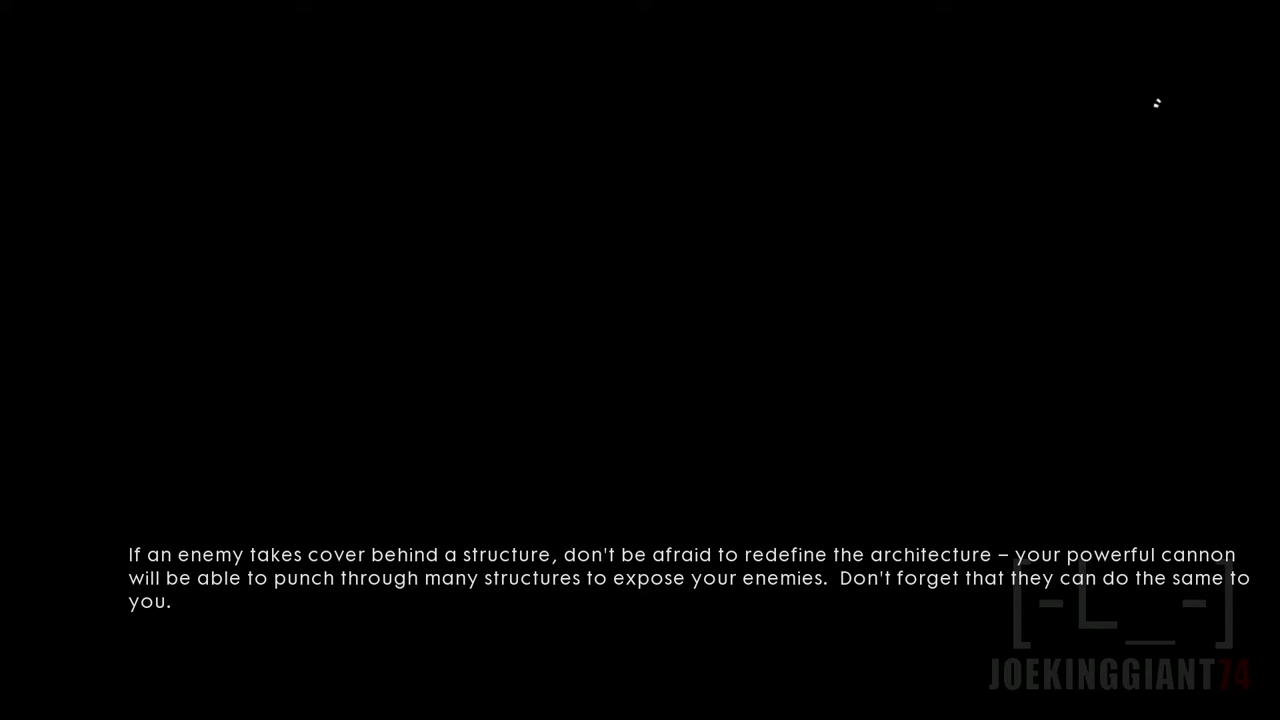 If an enemy takes cover behind a structure, don't be afraid to redefine the architecture – your powerful cannon
will be able to punch through many structures to expose your enemies.  Don't forget that they can do the same to
you.
[-L__-]
JOEKINGGIANT74